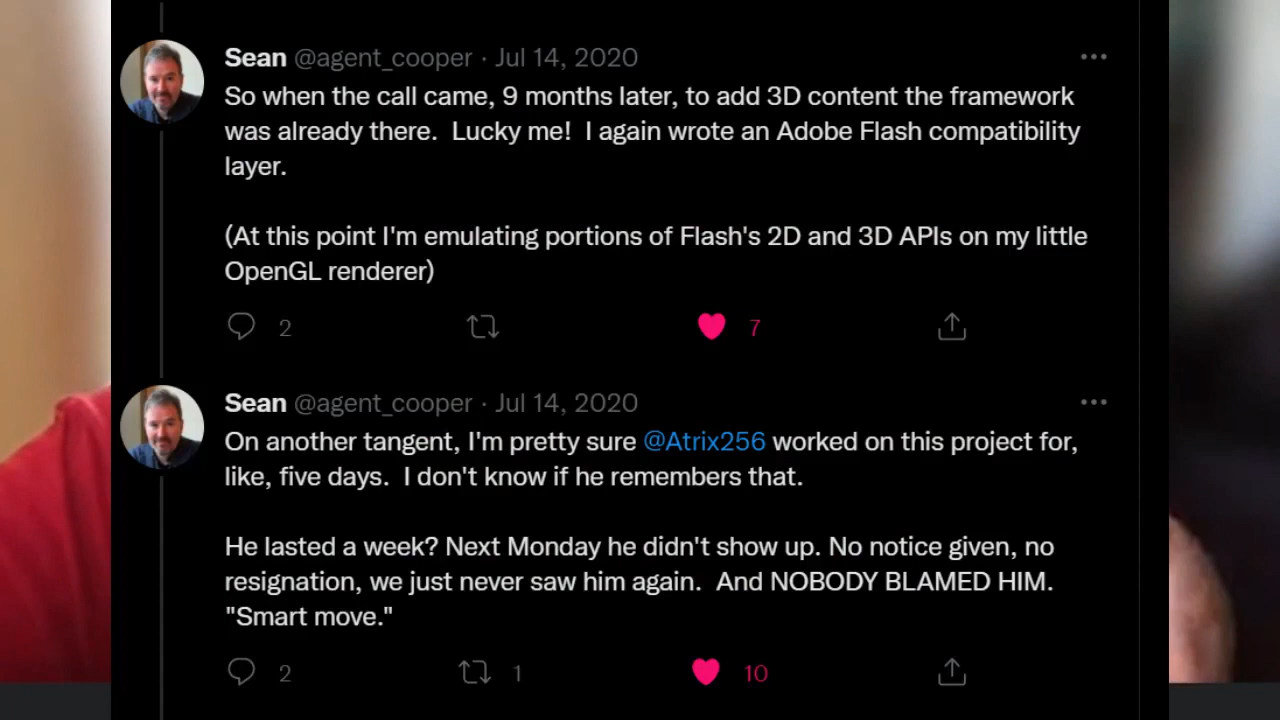 Sean @agent_cooper · Jul 14, 2020
So when the call came, 9 months later, to add 3D content the framework
was already there.  Lucky me!  I again wrote an Adobe Flash compatibility
layer.
(At this point I'm emulating portions of Flash's 2D and 3D APIs on my little
OpenGL renderer)
2 7
Sean @agent_cooper · Jul 14, 2020
On another tangent, I'm pretty sure @Atrix256 worked on this project for,
like, five days.  I don't know if he remembers that.
He lasted a week? Next Monday he didn't show up. No notice given, no
resignation, we just never saw him again.  And NOBODY BLAMED HIM.
"Smart move."
2 1 10